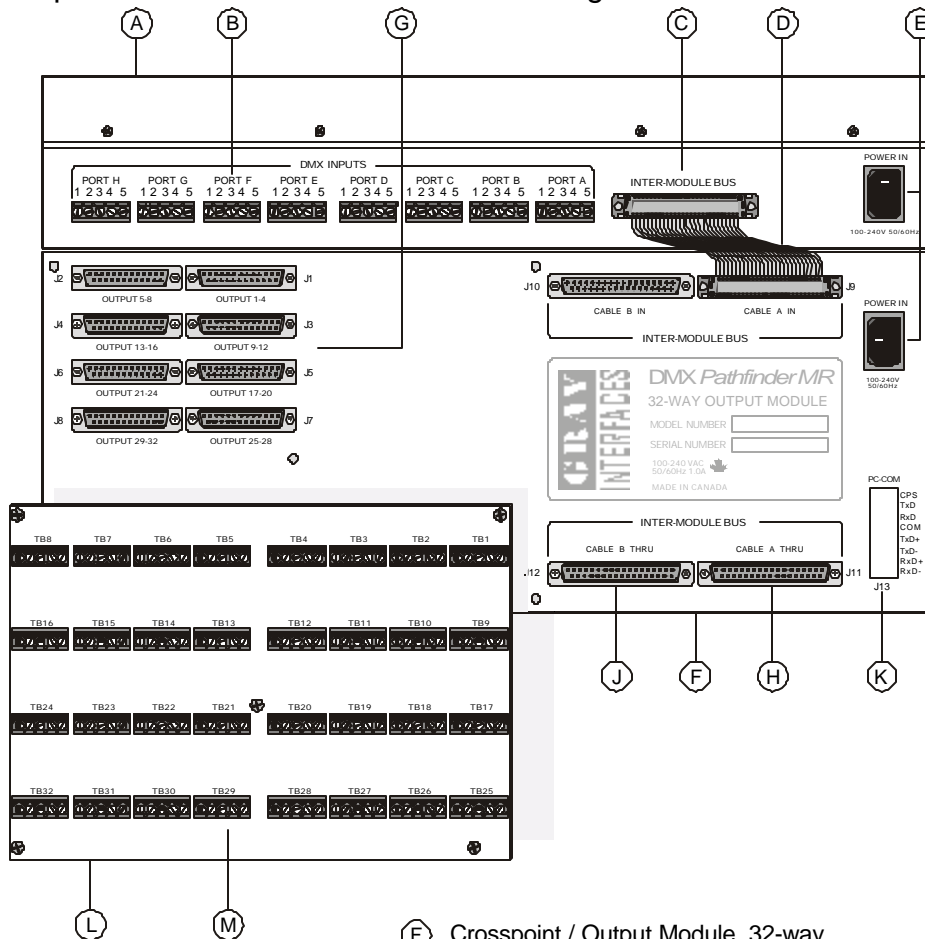 A B G C D E
POWER IN
DMX INPUTS
PORT H PORT G PORT F PORT E PORT D PORT C PORT B PORT A
1 2 3 4 5 1 2 3 4 5 1 2 3 4 5 1 2 3 4 5 1 2 3 4 5 1 2 3 4 5 1 2 3 4 5 1 2 3 4 5
INTER-MODULE BUS
100-240V 50/60Hz
J2 J1 J10 J9
OUTPUT 5-8 OUTPUT 1-4
CABLE B IN CABLE A IN
POWER IN
J4 J3
OUTPUT 13-16 OUTPUT 9-12
INTER-MODULE BUS
J6 J5
OUTPUT 21-24 OUTPUT 17-20
100-240V
50/60Hz
J8 J7
OUTPUT 29-32 OUTPUT 25-28
GRAY
INTERFACES
DMX Pathfinder MR
32-WAY OUTPUT MODULE
MODEL NUMBER
SERIAL NUMBER
100-240 VAC
50/60Hz 1.0A
MADE IN CANADA
PC-COM
CPS
TxD
RxD
COM
TxD+
TxD-
RxD+
RxD-
J13
INTER-MODULE BUS
CABLE B THRU CABLE A THRU
J12 J11
TB8 TB7 TB6 TB5 TB4 TB3 TB2 TB1
TB16 TB15 TB14 TB13 TB12 TB11 TB10 TB9
J F H K
TB24 TB23 TB22 TB21 TB20 TB19 TB18 TB17
TB32 TB31 TB30 TB29 TB28 TB27 TB26 TB25
L M
F Crosspoint / Output Module, 32-way